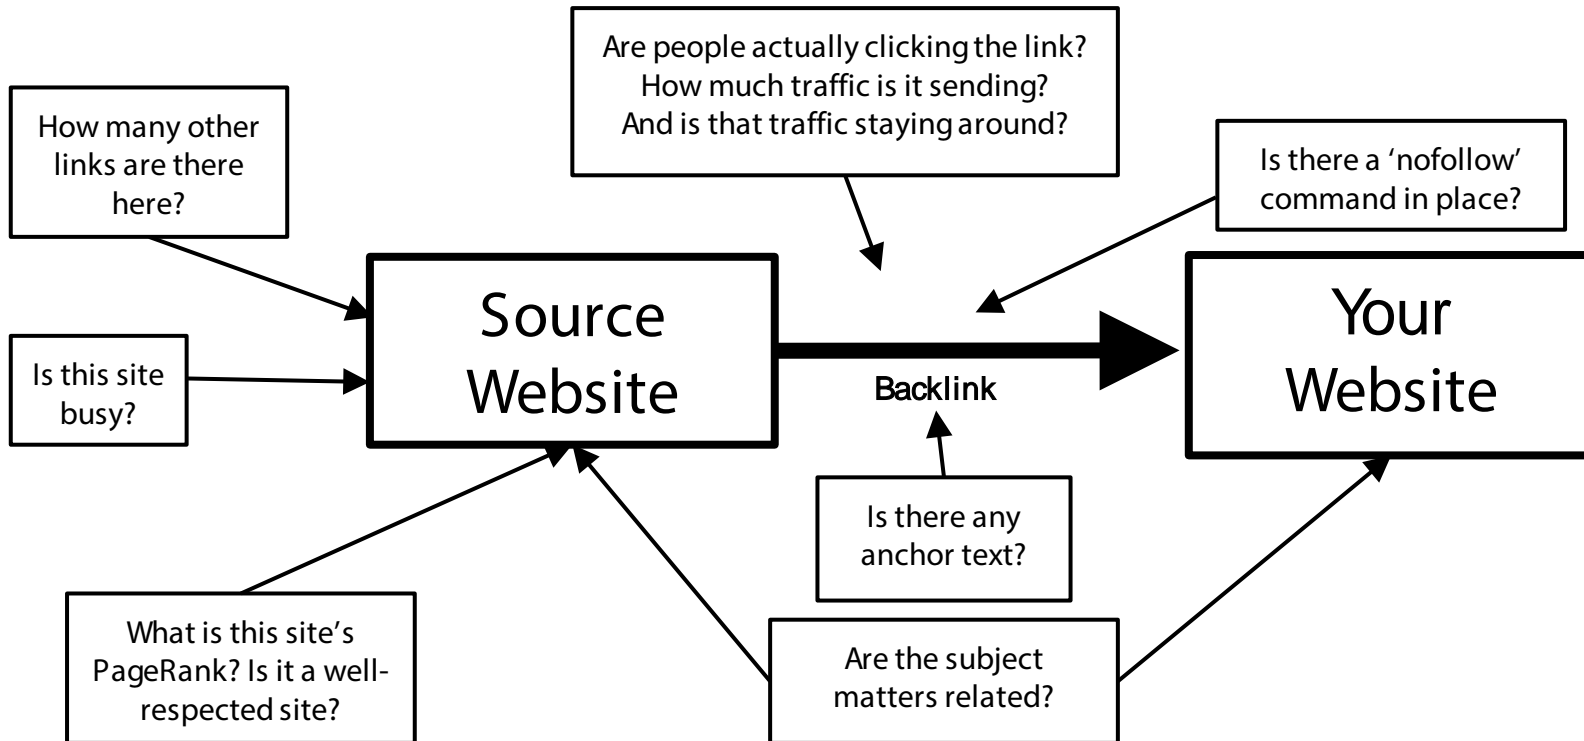 Are people actually clicking the link?
How much traffic is it sending?
And is that traffic staying around?
How many other
links are there
here?
Is there a ‘nofollow’
command in place?
Source
Website
Your
Website
Backlink
Is this site
busy?
Is there any
anchor text?
What is this site’s
PageRank? Is it a well-
respected site?
Are the subject
matters related?